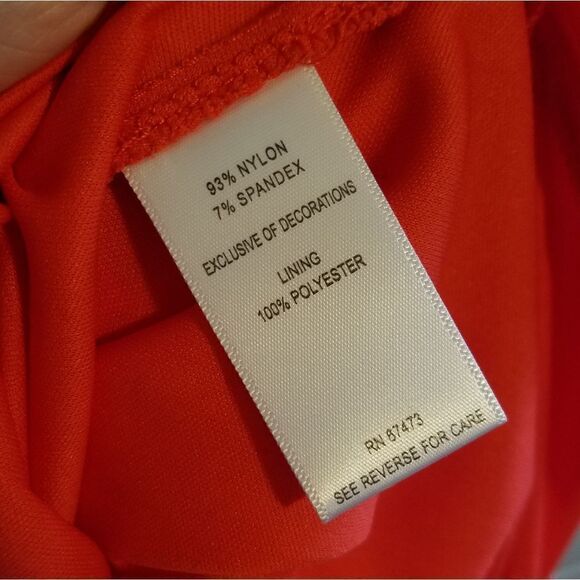 93% NYLON
7% SPANDEX
EXCLUSIVE OF DECORATIONS
LINING
100% POLYESTER
RN 87473
SEE REVERSE FOR CARE